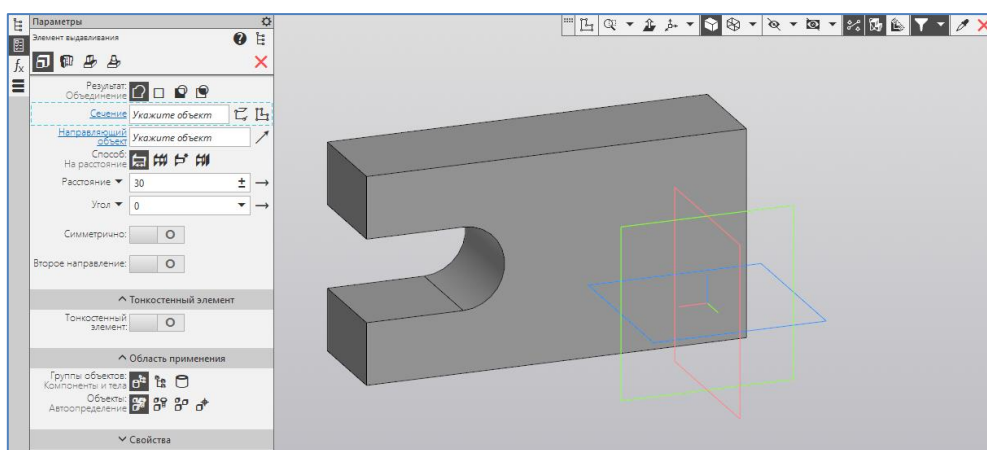 Параметры
Элемент выдавливания
fx
Результат:
Объединение
Сечение Укажите объект
Направляющий
объект Укажите объект
Способ:
На расстояние
Расстояние 30
Угол 0
Симметрично:
Второе направление:
Тонкостенный элемент
Тонкостенный
элемент:
Область применения
Группы объектов:
Компоненты и тела
Объекты:
Автоопределение
Свойства